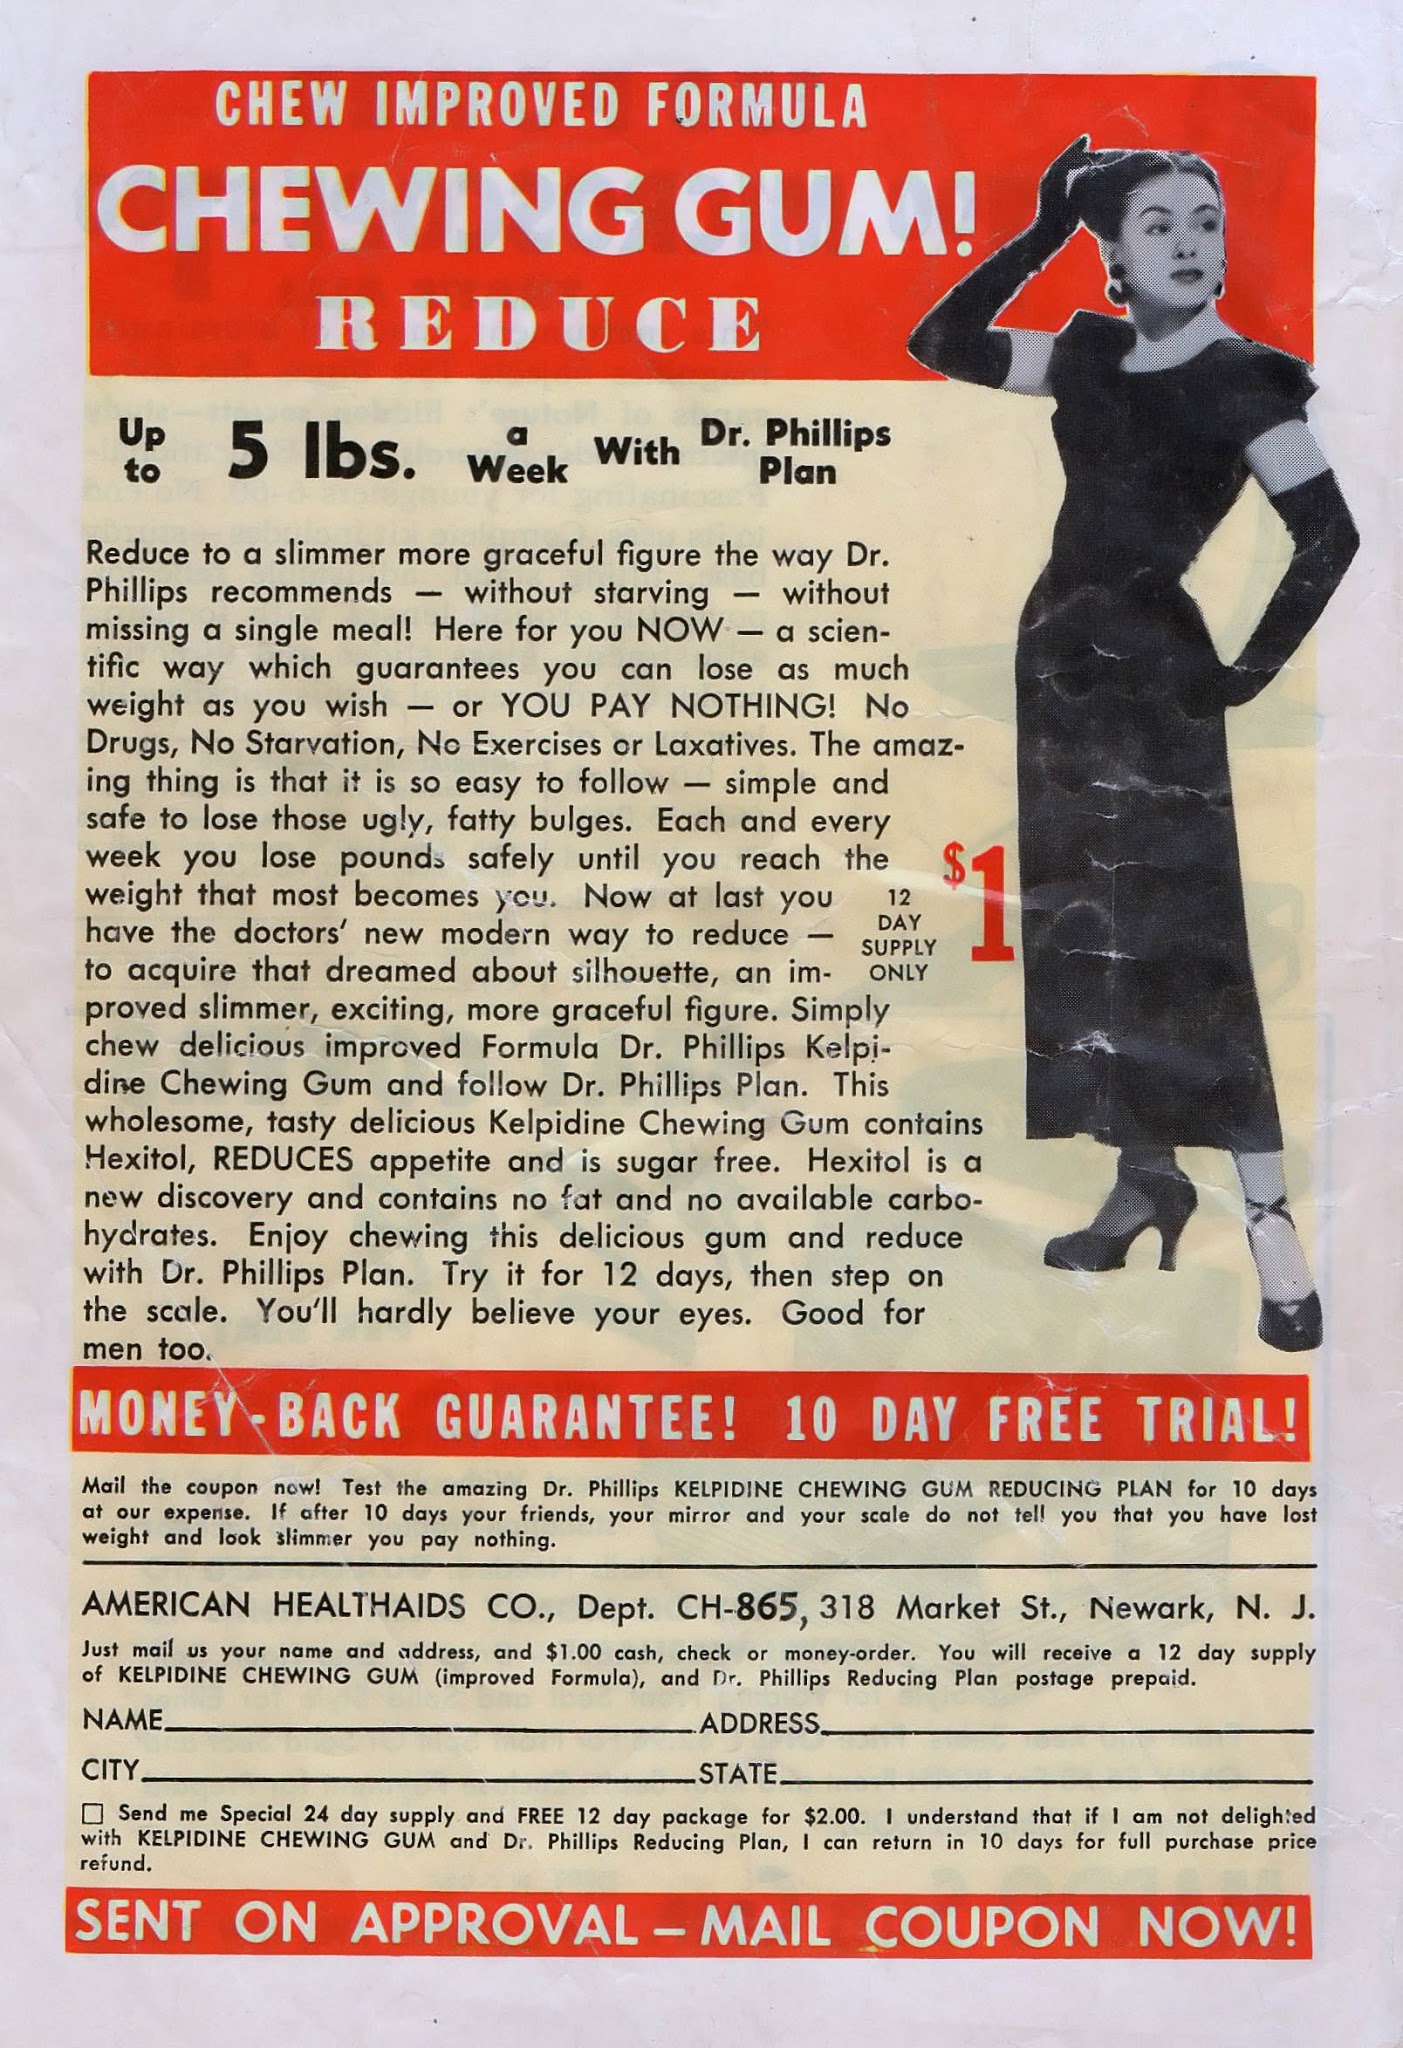 CHEW IMPROVED FORMULA
CHEWING GUM!
REDUCE
Up to 5 lbs. a Week With Dr. Phillips Plan
Reduce to a slimmer more graceful figure the way Dr.
Phillips recommends — without starving — without
missing a single meal! Here for you NOW — a scien-
tific way which guarantees you can lose as much
weight as you wish — or YOU PAY NOTHING! No
Drugs, No Starvation, No Exercises or Laxatives. The amaz-
ing thing is that it is so easy to follow — simple and
safe to lose those ugly, fatty bulges. Each and every
week you lose pounds safely until you reach the
weight that most becomes you. Now at last you
have the doctors' new modern way to reduce —
to acquire that dreamed about silhouette, an im-
proved slimmer, exciting, more graceful figure. Simply
chew delicious improved Formula Dr. Phillips Kelpi-
dine Chewing Gum and follow Dr. Phillips Plan. This
wholesome, tasty delicious Kelpidine Chewing Gum contains
Hexitol, REDUCES appetite and is sugar free. Hexitol is a
new discovery and contains no fat and no available carbo-
hydrates. Enjoy chewing this delicious gum and reduce
with Dr. Phillips Plan. Try it for 12 days, then step on
the scale. You'll hardly believe your eyes. Good for
men too.
12
DAY
SUPPLY
ONLY
$1
MONEY-BACK GUARANTEE! 10 DAY FREE TRIAL!
Mail the coupon now! Test the amazing Dr. Phillips KELPIDINE CHEWING GUM REDUCING PLAN for 10 days
at our expense. If after 10 days your friends, your mirror and your scale do not tell you that you have lost
weight and look slimmer you pay nothing.
AMERICAN HEALTHAIDS CO., Dept. CH-865, 318 Market St., Newark, N. J.
Just mail us your name and address, and $1.00 cash, check or money-order. You will receive a 12 day supply
of KELPIDINE CHEWING GUM (improved Formula), and Dr. Phillips Reducing Plan postage prepaid.
NAME ADDRESS
CITY STATE
☐ Send me Special 24 day supply and FREE 12 day package for $2.00. I understand that if I am not delighted
with KELPIDINE CHEWING GUM and Dr. Phillips Reducing Plan, I can return in 10 days for full purchase price
refund.
SENT ON APPROVAL — MAIL COUPON NOW!